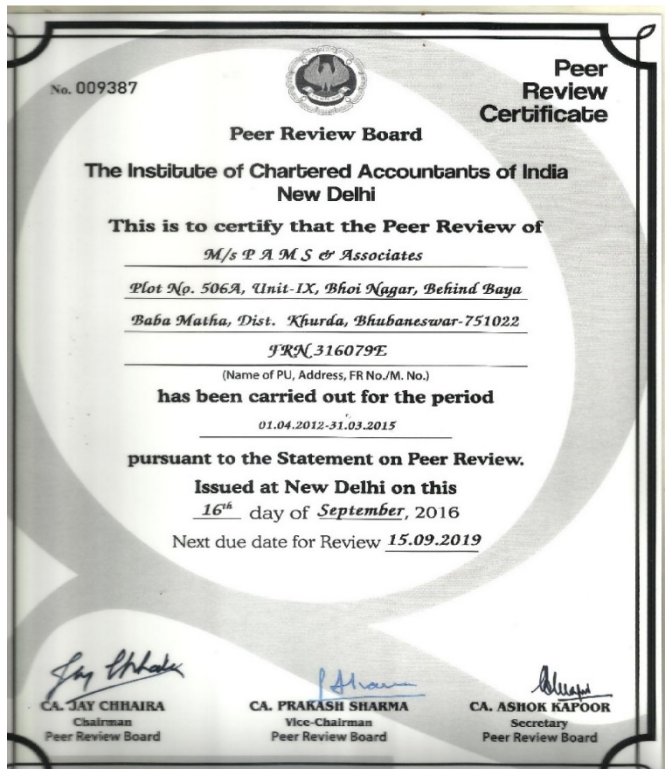 No. 009387
Peer
Review
Certificate
Peer Review Board
The Institute of Chartered Accountants of India
New Delhi
This is to certify that the Peer Review of
M/s P A M S & Associates
Plot No. 506A, Unit-IX, Bhoi Nagar, Behind Baya
Baba Matha, Dist. Khurda, Bhubaneswar-751022
FRN 316079E
(Name of PU, Address, FR No./M. No.)
has been carried out for the period
01.04.2012-31.03.2015
pursuant to the Statement on Peer Review.
Issued at New Delhi on this
16th day of September, 2016
Next due date for Review 15.09.2019
CA. JAY CHHAIRA
Chairman
Peer Review Board
CA. PRAKASH SHARMA
Vice-Chairman
Peer Review Board
CA. ASHOK KAPOOR
Secretary
Peer Review Board